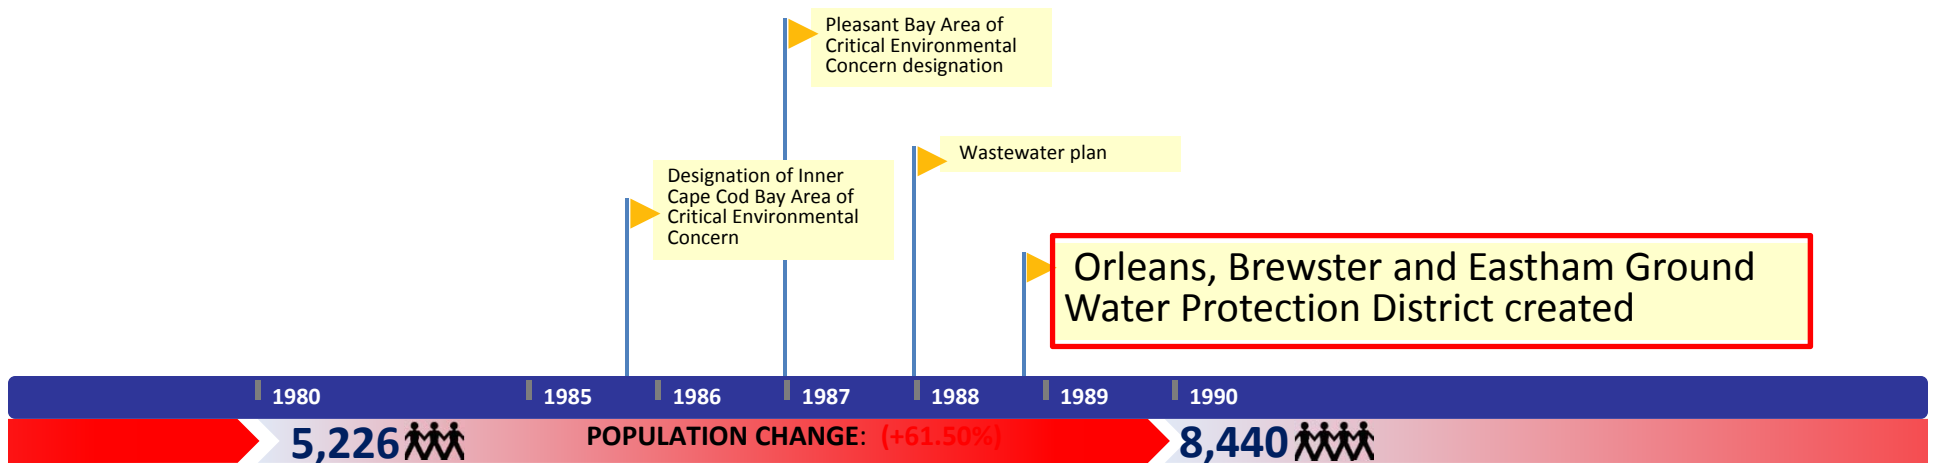 Pleasant Bay Area of
Critical Environmental
Concern designation
Wastewater plan
Designation of Inner
Cape Cod Bay Area of
Critical Environmental
Concern
Orleans, Brewster and Eastham Ground
Water Protection District created
1980 1985 1986 1987 1988 1989 1990
5,226 POPULATION CHANGE: (+61.50%) 8,440